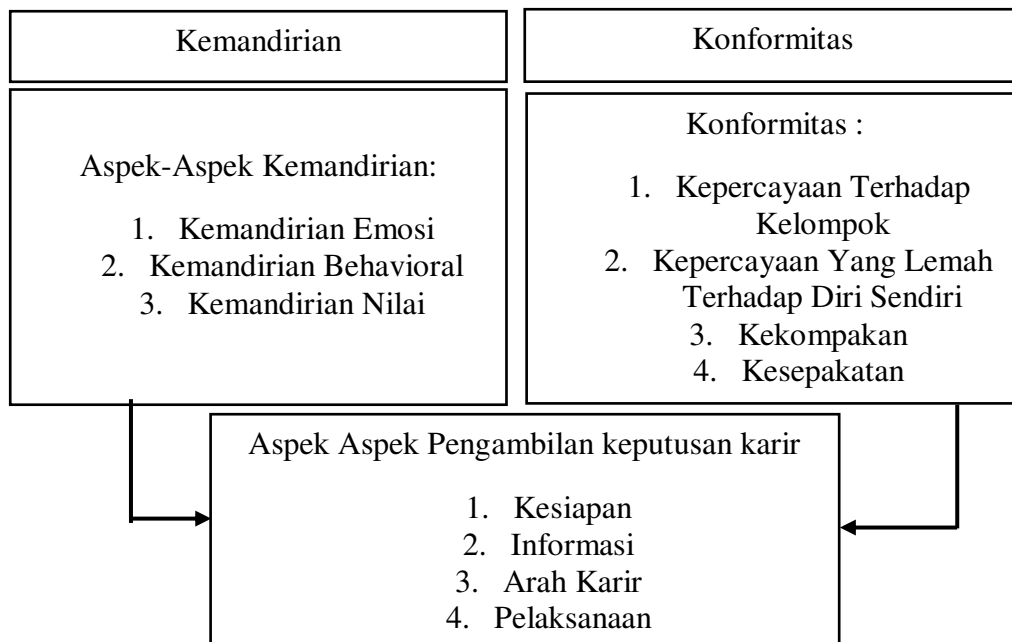 Kemandirian
Konformitas
Aspek-Aspek Kemandirian:
1. Kemandirian Emosi
2. Kemandirian Behavioral
3. Kemandirian Nilai
Konformitas :
1. Kepercayaan Terhadap
Kelompok
2. Kepercayaan Yang Lemah
Terhadap Diri Sendiri
3. Kekompakan
4. Kesepakatan
Aspek Aspek Pengambilan keputusan karir
1. Kesiapan
2. Informasi
3. Arah Karir
4. Pelaksanaan